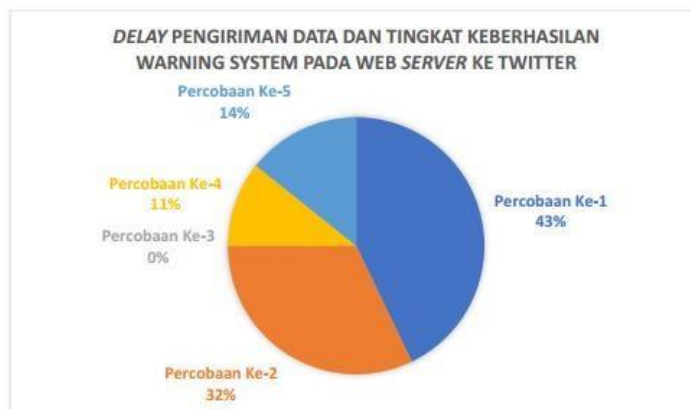 DELAY PENGIRIMAN DATA DAN TINGKAT KEBERHASILAN
WARNING SYSTEM PADA WEB SERVER KE TWITTER
Percobaan Ke-5
14%
Percobaan Ke-4
11%
Percobaan Ke-3
0%
Percobaan Ke-1
43%
Percobaan Ke-2
32%